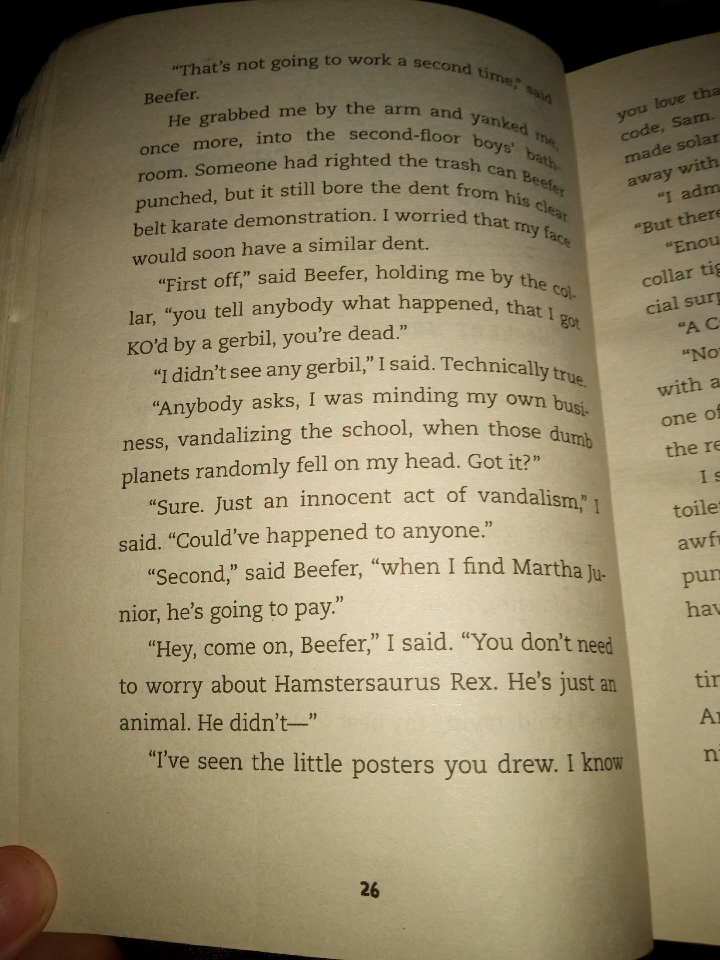 "That's not going to work a second time," said
Beefer.
He grabbed me by the arm and yanked me,
once more, into the second-floor boys' bath-
room. Someone had righted the trash can Beefer
punched, but it still bore the dent from his clear
belt karate demonstration. I worried that my face
would soon have a similar dent.
"First off," said Beefer, holding me by the col-
lar, "you tell anybody what happened, that I got
KO'd by a gerbil, you're dead."
"I didn't see any gerbil," I said. Technically true.
"Anybody asks, I was minding my own busi-
ness, vandalizing the school, when those dumb
planets randomly fell on my head. Got it?"
"Sure. Just an innocent act of vandalism," I
said. "Could've happened to anyone."
"Second," said Beefer, "when I find Martha Ju-
nior, he's going to pay."
"Hey, come on, Beefer," I said. "You don't need
to worry about Hamstersaurus Rex. He's just an
animal. He didn't—"
"I've seen the little posters you drew. I know
26
you love tha
code, Sam.
made solar
away with
"I adm
"But there
"Enou
collar tig
cial surp
"A C
"No
with a
one of
the re
I s
toile
awfu
pun
hav
tin
A
ni